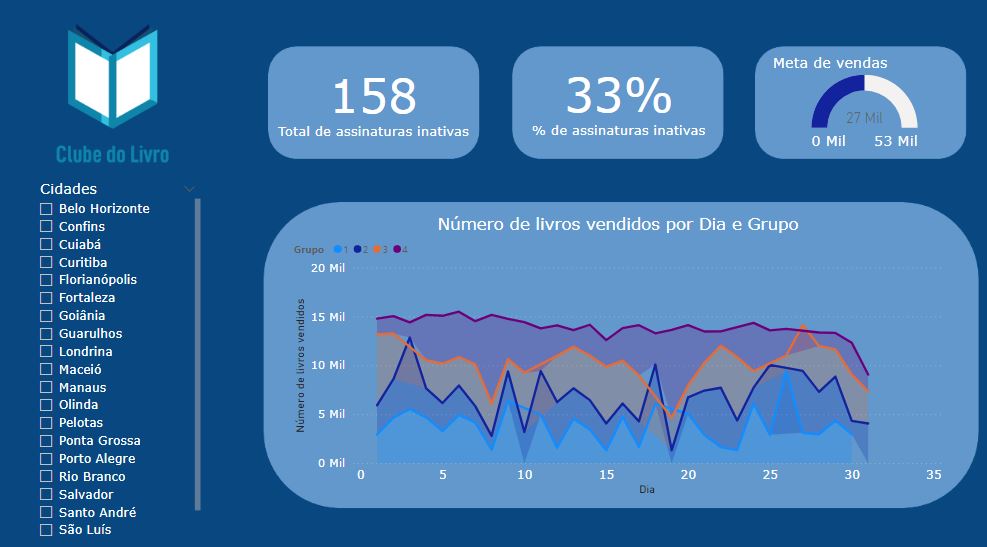 Clube do Livro
158
Total de assinaturas inativas
33%
% de assinaturas inativas
Meta de vendas
27 Mil
0 Mil 53 Mil
Cidades
Belo Horizonte
Confins
Cuiabá
Curitiba
Florianópolis
Fortaleza
Goiânia
Guarulhos
Londrina
Maceió
Manaus
Olinda
Pelotas
Ponta Grossa
Porto Alegre
Rio Branco
Salvador
Santo André
São Luís
Número de livros vendidos por Dia e Grupo
Grupo 1 2 3 4
Número de livros vendidos
20 Mil
15 Mil
10 Mil
5 Mil
0 Mil
0 5 10 15 20 25 30 35
Dia